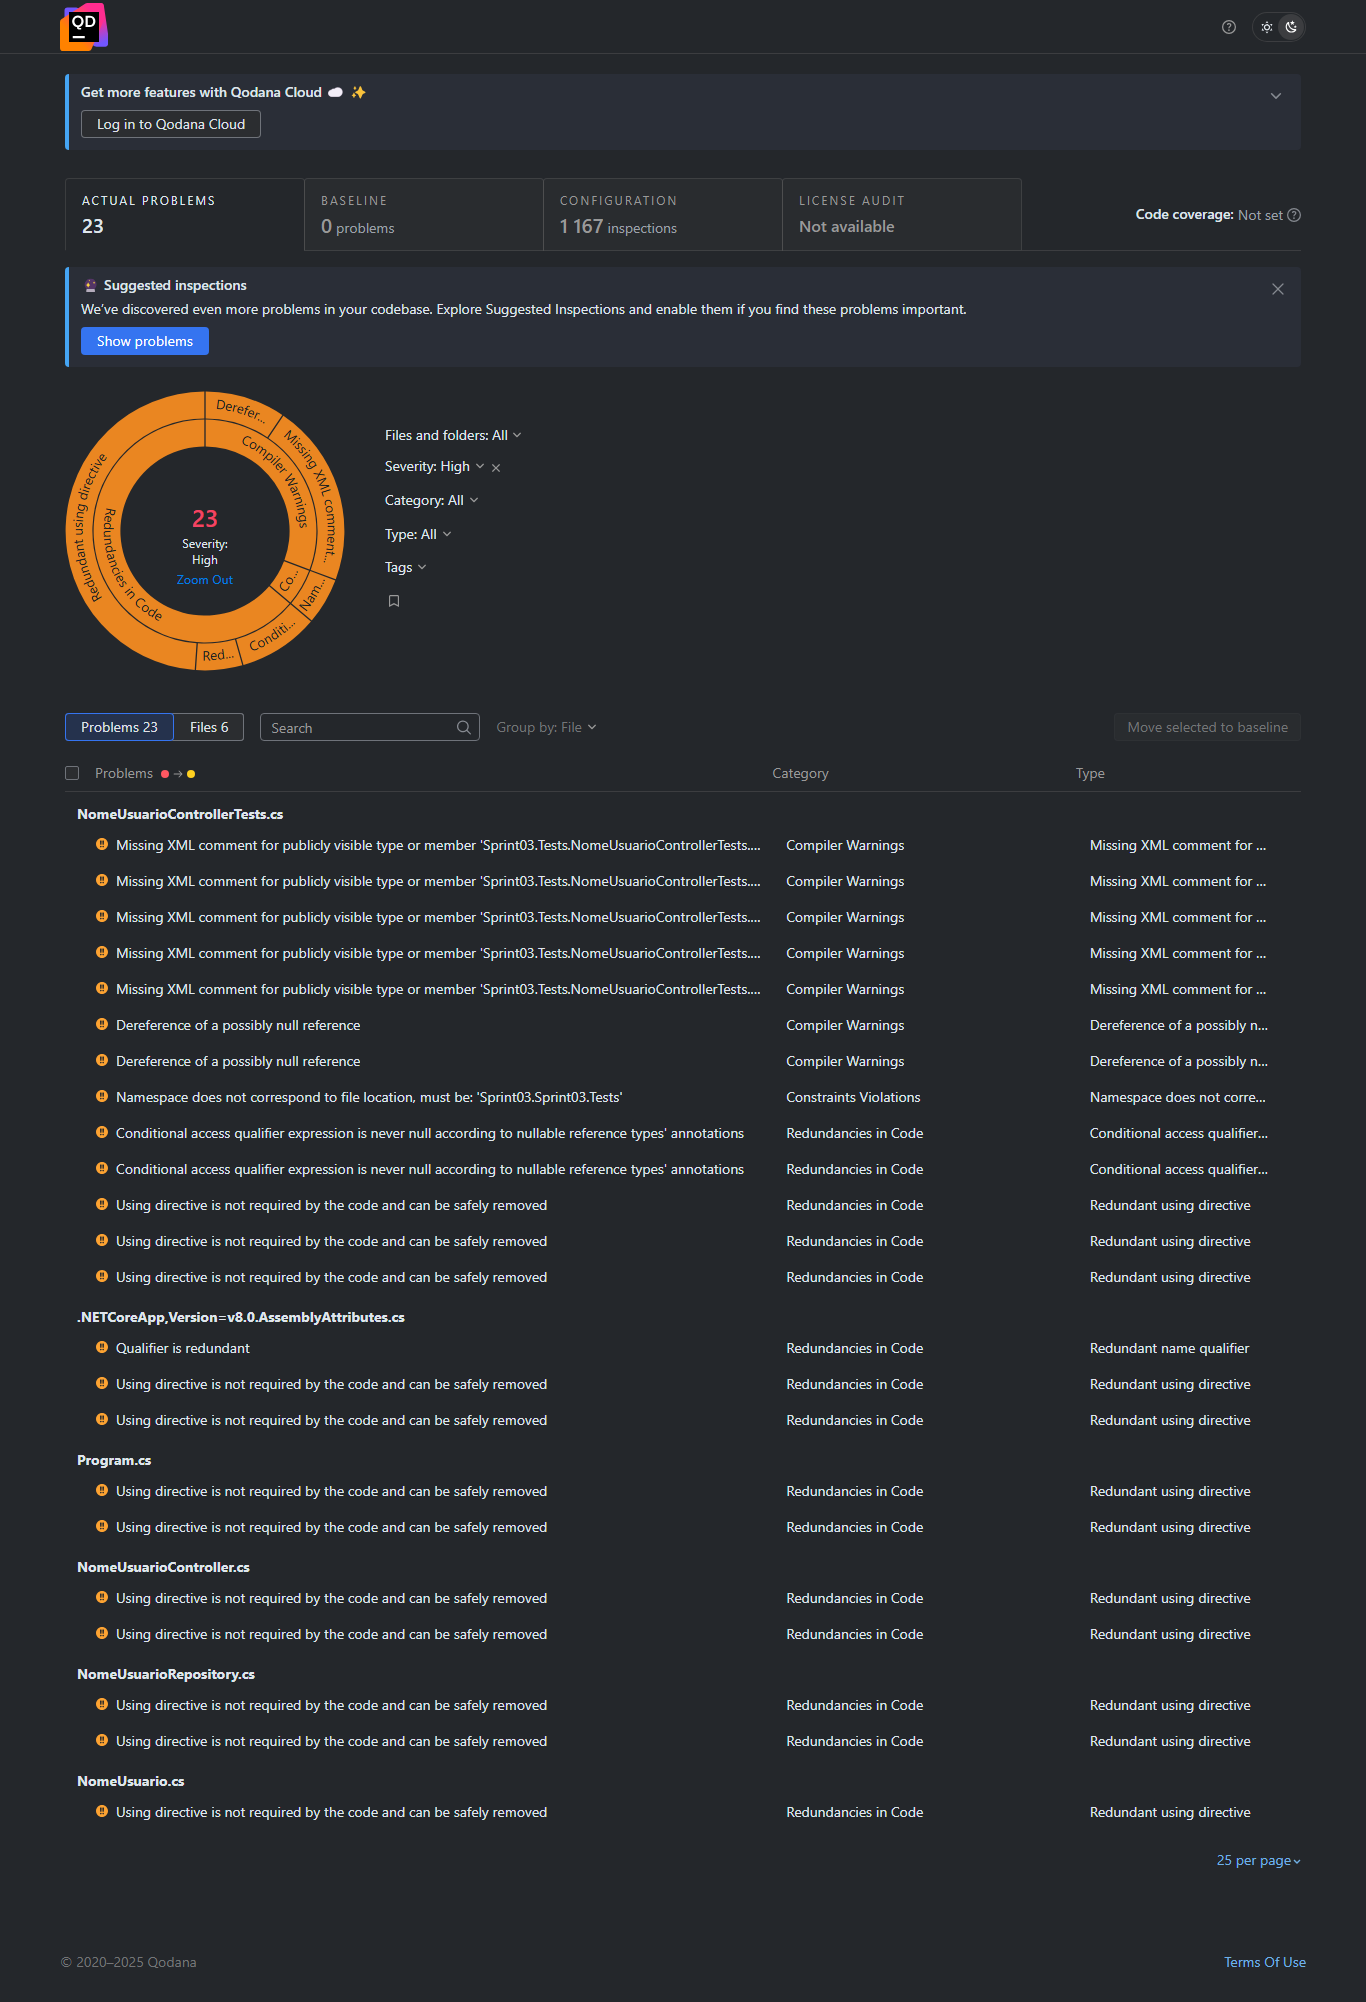 QD
Get more features with Qodana Cloud ☁️ ✨
Log in to Qodana Cloud
ACTUAL PROBLEMS
23
BASELINE
0 problems
CONFIGURATION
1 167 inspections
LICENSE AUDIT
Not available
Code coverage: Not set
🔮 Suggested inspections
We've discovered even more problems in your codebase. Explore Suggested Inspections and enable them if you find these problems important.
Show problems
Derefer...
Missing XML comment...
Compiler Warnings
Co...
Nam...
Conditi...
Red...
Redundancies in Code
Redundant using directive
23
Severity:
High
Zoom Out
Files and folders: All
Severity: High
Category: All
Type: All
Tags
Problems 23
Files 6
Search
Group by: File
Move selected to baseline
Problems Category Type
NomeUsuarioControllerTests.cs
Missing XML comment for publicly visible type or member 'Sprint03.Tests.NomeUsuarioControllerTests.... Compiler Warnings Missing XML comment for ...
Missing XML comment for publicly visible type or member 'Sprint03.Tests.NomeUsuarioControllerTests.... Compiler Warnings Missing XML comment for ...
Missing XML comment for publicly visible type or member 'Sprint03.Tests.NomeUsuarioControllerTests.... Compiler Warnings Missing XML comment for ...
Missing XML comment for publicly visible type or member 'Sprint03.Tests.NomeUsuarioControllerTests.... Compiler Warnings Missing XML comment for ...
Missing XML comment for publicly visible type or member 'Sprint03.Tests.NomeUsuarioControllerTests.... Compiler Warnings Missing XML comment for ...
Dereference of a possibly null reference Compiler Warnings Dereference of a possibly n...
Dereference of a possibly null reference Compiler Warnings Dereference of a possibly n...
Namespace does not correspond to file location, must be: 'Sprint03.Sprint03.Tests' Constraints Violations Namespace does not corre...
Conditional access qualifier expression is never null according to nullable reference types' annotations Redundancies in Code Conditional access qualifier...
Conditional access qualifier expression is never null according to nullable reference types' annotations Redundancies in Code Conditional access qualifier...
Using directive is not required by the code and can be safely removed Redundancies in Code Redundant using directive
Using directive is not required by the code and can be safely removed Redundancies in Code Redundant using directive
Using directive is not required by the code and can be safely removed Redundancies in Code Redundant using directive
.NETCoreApp,Version=v8.0.AssemblyAttributes.cs
Qualifier is redundant Redundancies in Code Redundant name qualifier
Using directive is not required by the code and can be safely removed Redundancies in Code Redundant using directive
Using directive is not required by the code and can be safely removed Redundancies in Code Redundant using directive
Program.cs
Using directive is not required by the code and can be safely removed Redundancies in Code Redundant using directive
Using directive is not required by the code and can be safely removed Redundancies in Code Redundant using directive
NomeUsuarioController.cs
Using directive is not required by the code and can be safely removed Redundancies in Code Redundant using directive
Using directive is not required by the code and can be safely removed Redundancies in Code Redundant using directive
NomeUsuarioRepository.cs
Using directive is not required by the code and can be safely removed Redundancies in Code Redundant using directive
Using directive is not required by the code and can be safely removed Redundancies in Code Redundant using directive
NomeUsuario.cs
Using directive is not required by the code and can be safely removed Redundancies in Code Redundant using directive
25 per page
© 2020–2025 Qodana
Terms Of Use